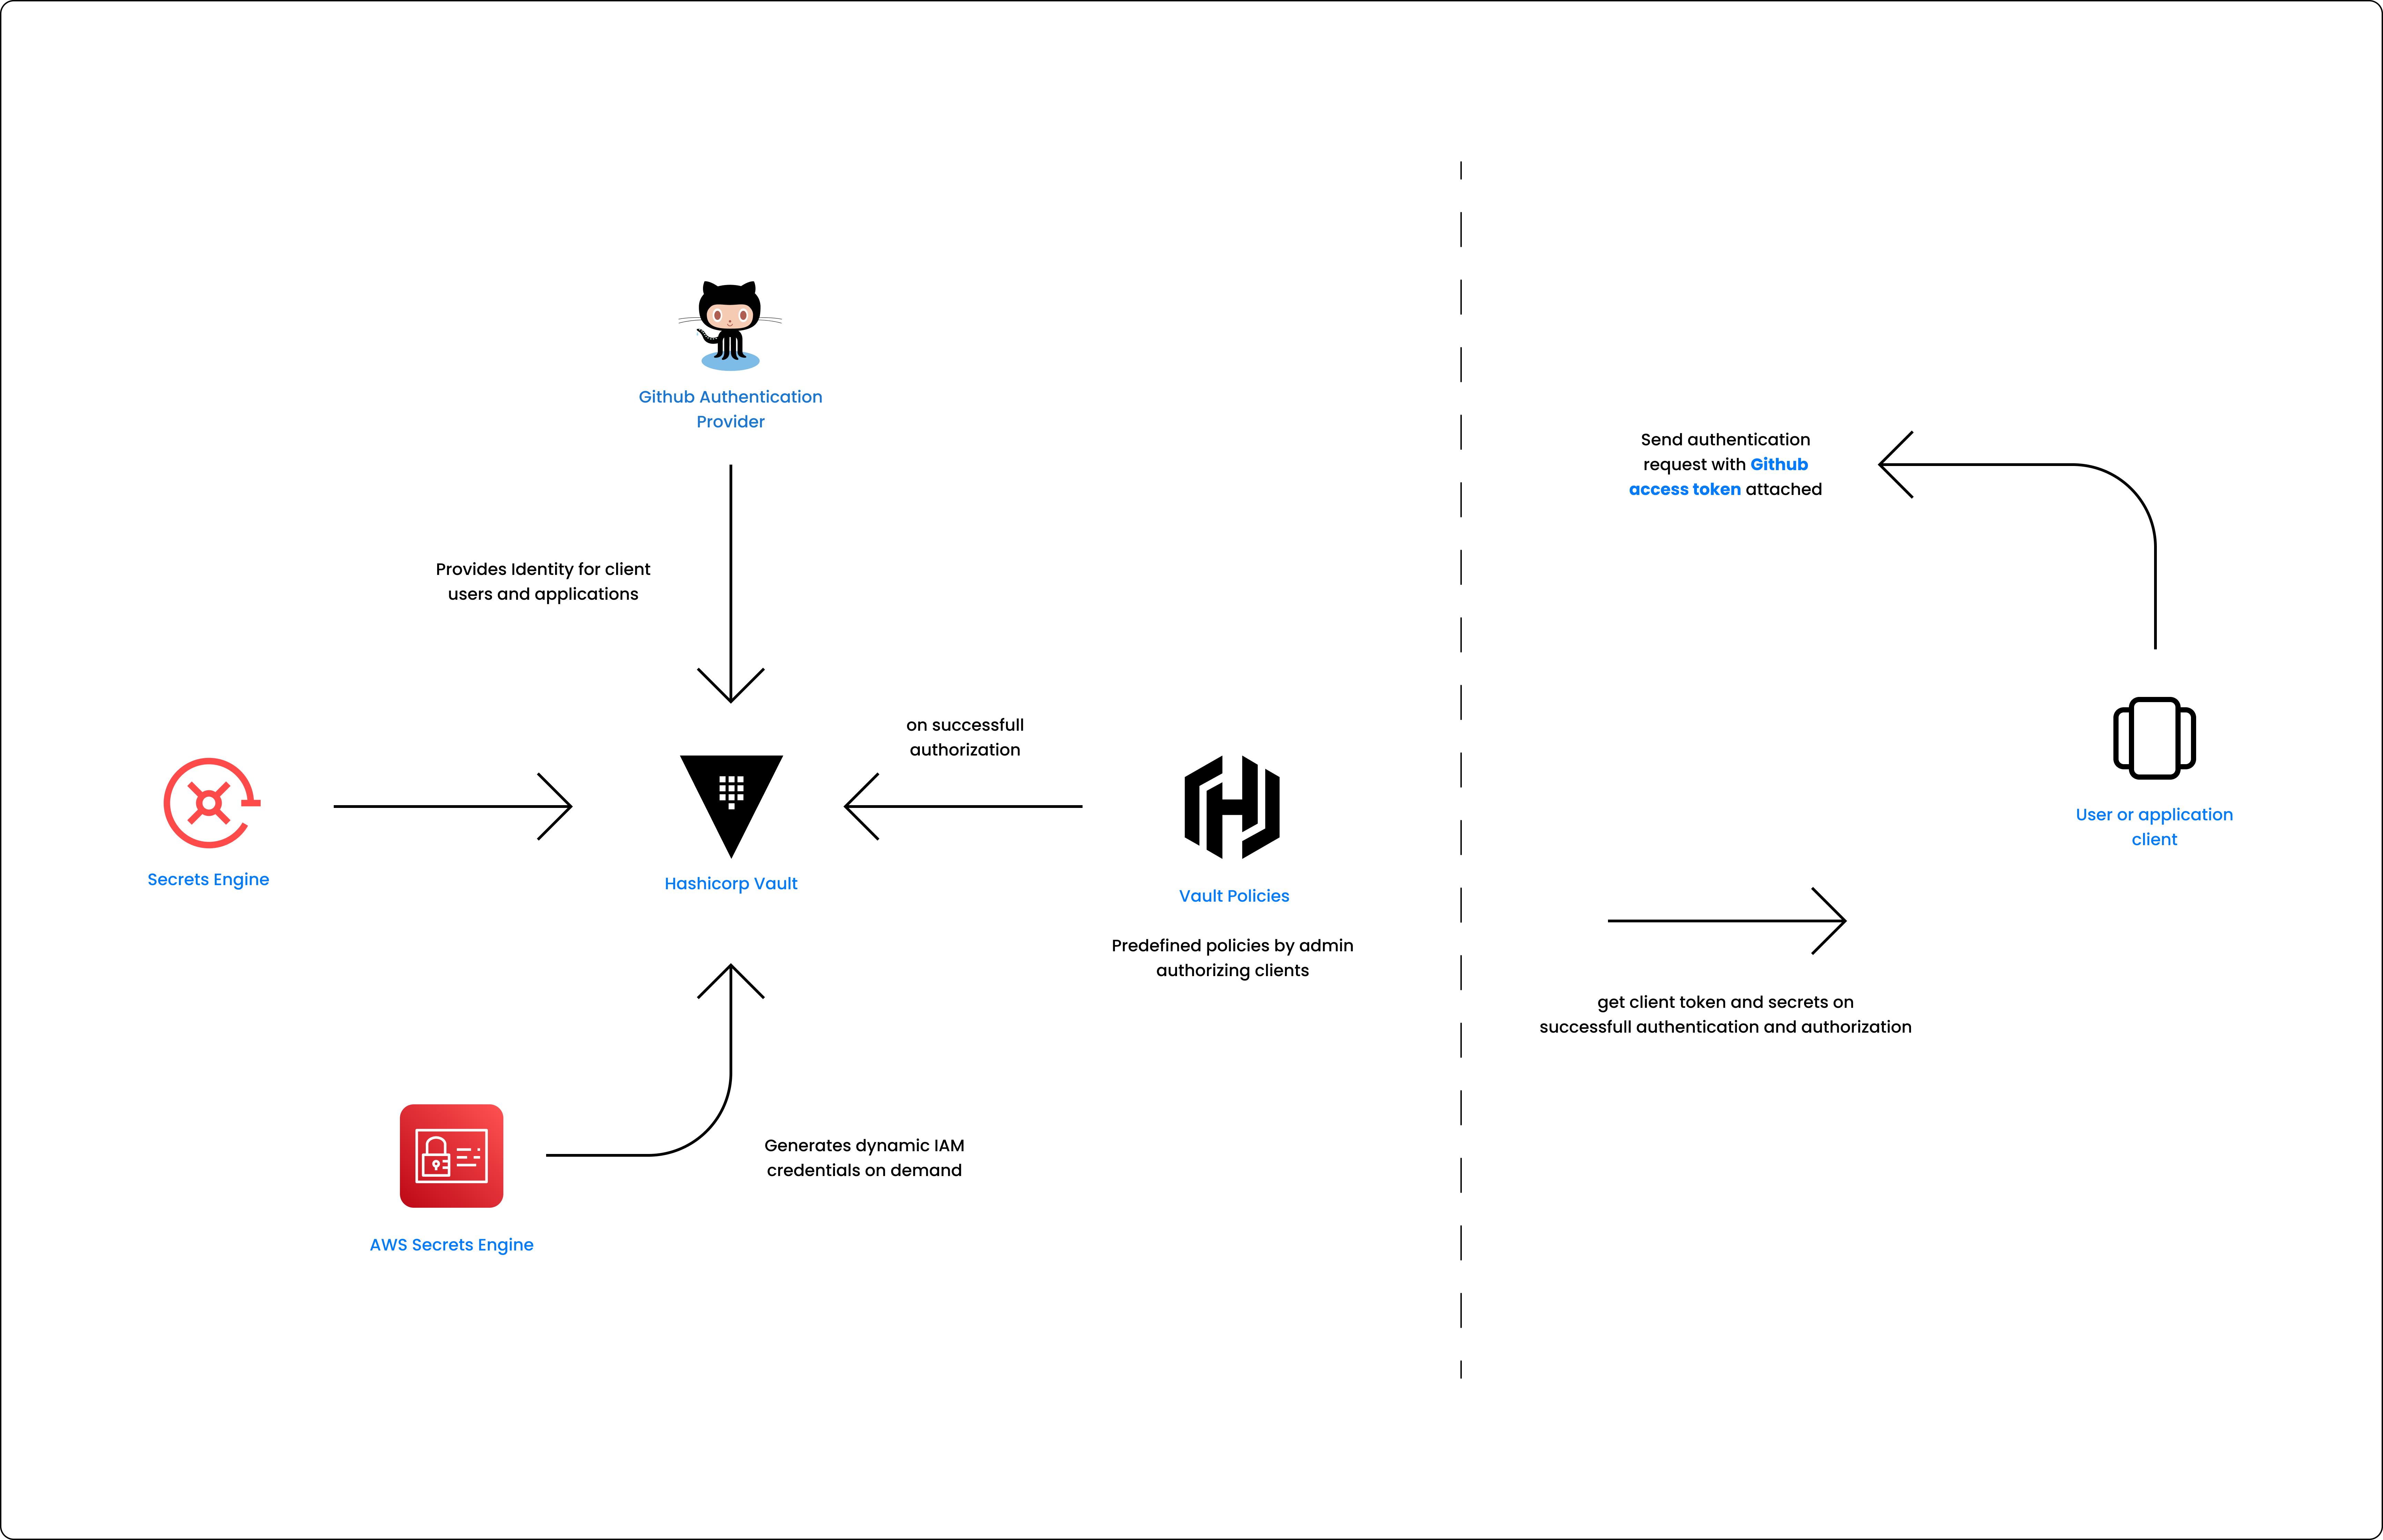 Github Authentication
Provider
Provides Identity for client
users and applications
on successfull
authorization
Secrets Engine
Hashicorp Vault
Vault Policies
Predefined policies by admin
authorizing clients
Generates dynamic IAM
credentials on demand
AWS Secrets Engine
Send authentication
request with Github
access token attached
User or application
client
get client token and secrets on
successfull authentication and authorization